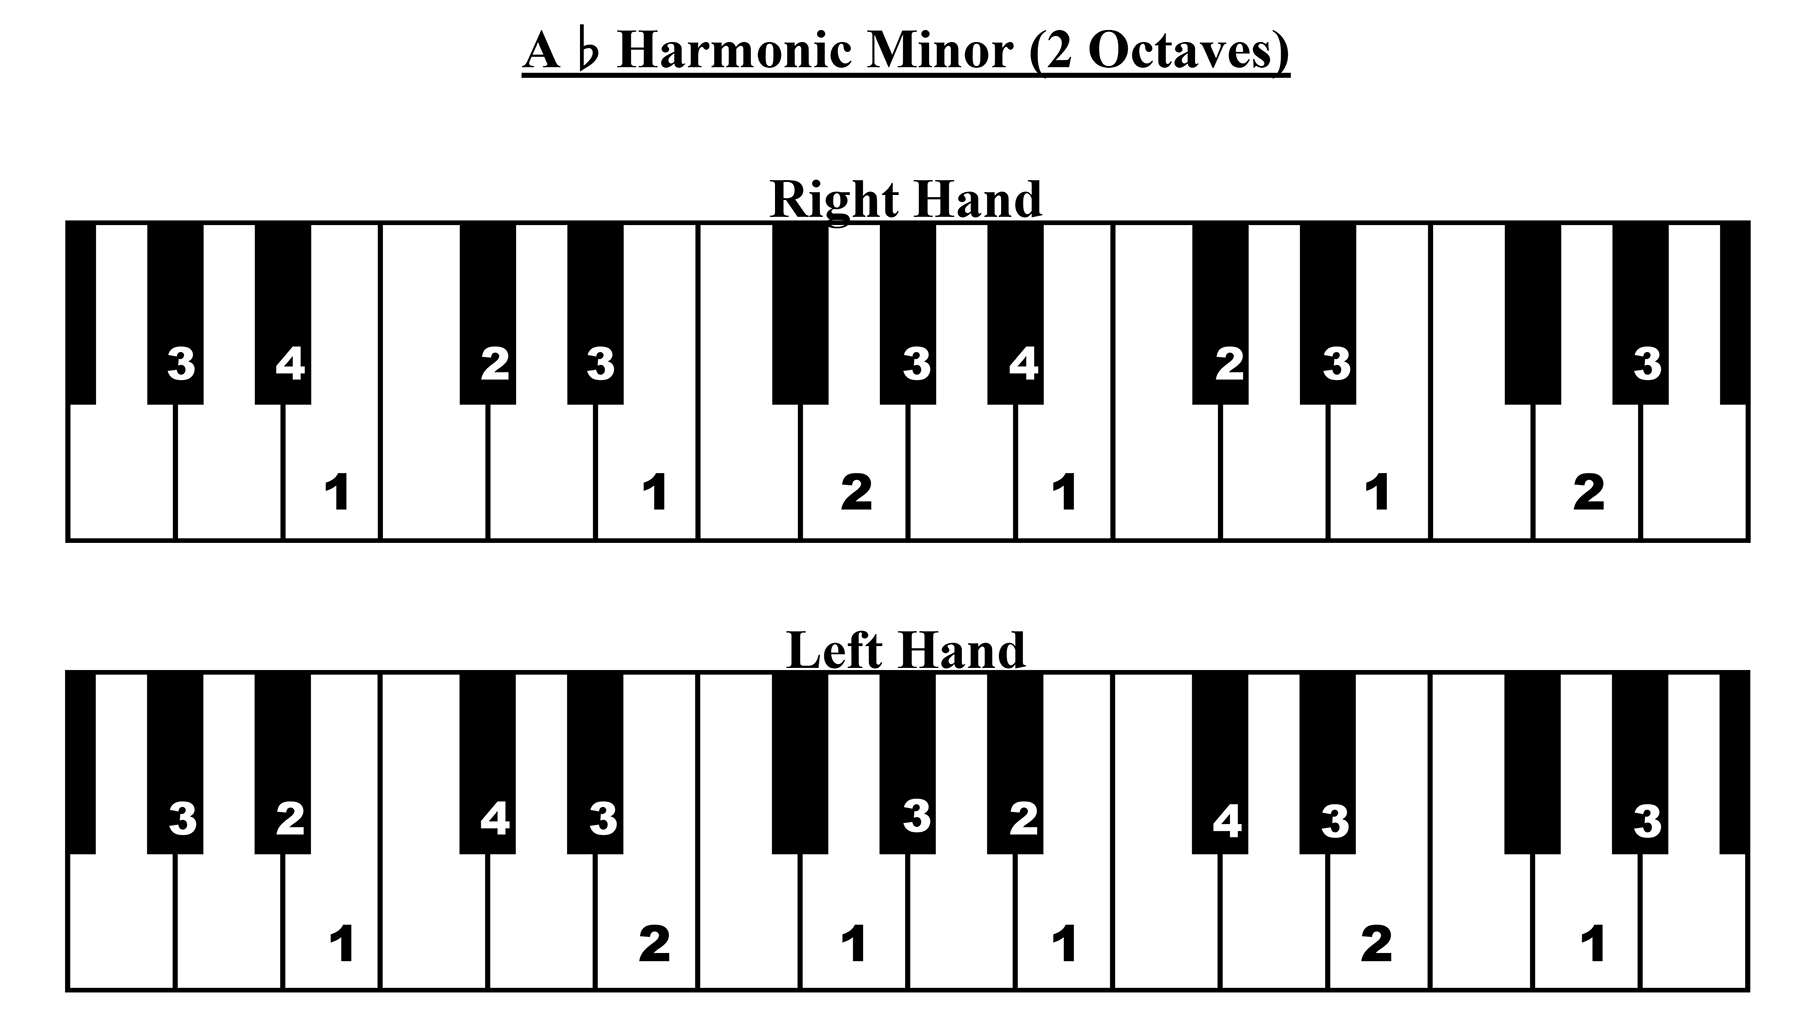 A ♭ Harmonic Minor (2 Octaves)
Right Hand
3 4 2 3 3 4 2 3 3
1 1 2 1 1 2
Left Hand
3 2 4 3 3 2 4 3 3
1 2 1 1 2 1